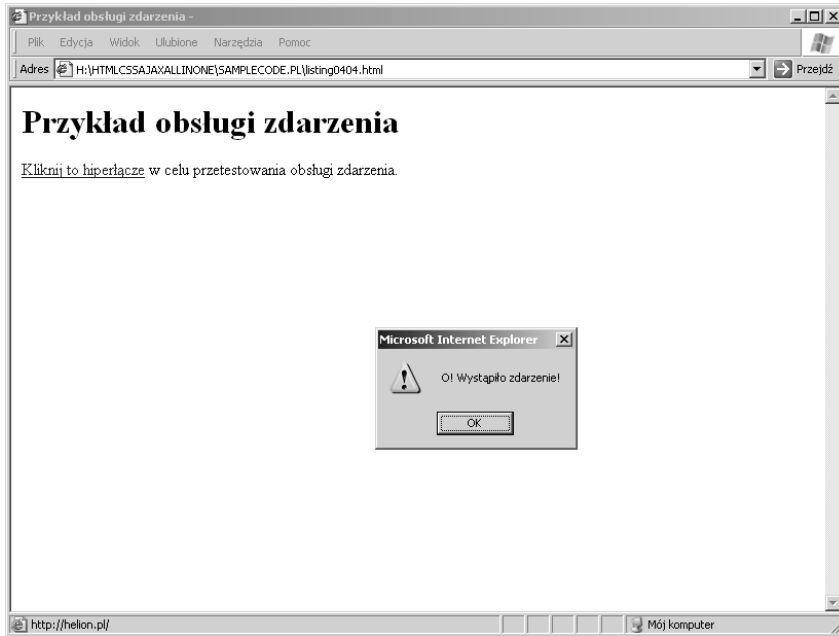 Przykład obsługi zdarzenia -
Plik Edycja Widok Ulubione Narzędzia Pomoc
Adres H:\HTMLCSSAJAXALLINONE\SAMPLECODE.PL\listing0404.html Przejdź
Przykład obsługi zdarzenia
Kliknij to hiperłącze w celu przetestowania obsługi zdarzenia.
Microsoft Internet Explorer
O! Wystąpiło zdarzenie!
OK
http://helion.pl/ Mój komputer